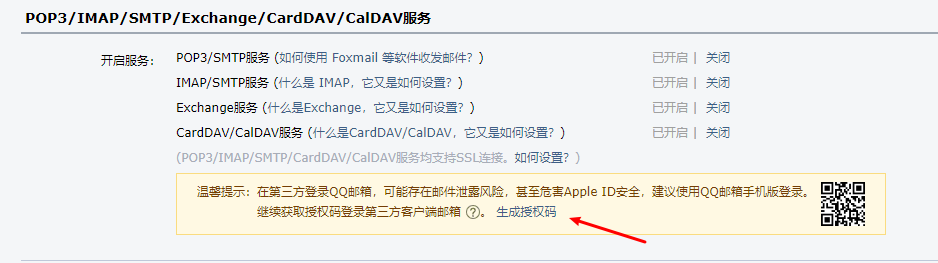 POP3/IMAP/SMTP/Exchange/CardDAV/CalDAV服务
开启服务： POP3/SMTP服务 (如何使用 Foxmail 等软件收发邮件？) 已开启 | 关闭
IMAP/SMTP服务 (什么是 IMAP，它又是如何设置？) 已开启 | 关闭
Exchange服务 (什么是Exchange，它又是如何设置？) 已开启 | 关闭
CardDAV/CalDAV服务 (什么是CardDAV/CalDAV，它又是如何设置？) 已开启 | 关闭
(POP3/IMAP/SMTP/CardDAV/CalDAV服务均支持SSL连接。如何设置？)
温馨提示：在第三方登录QQ邮箱，可能存在邮件泄露风险，甚至危害Apple ID安全，建议使用QQ邮箱手机版登录。
继续获取授权码登录第三方客户端邮箱 ?。 生成授权码